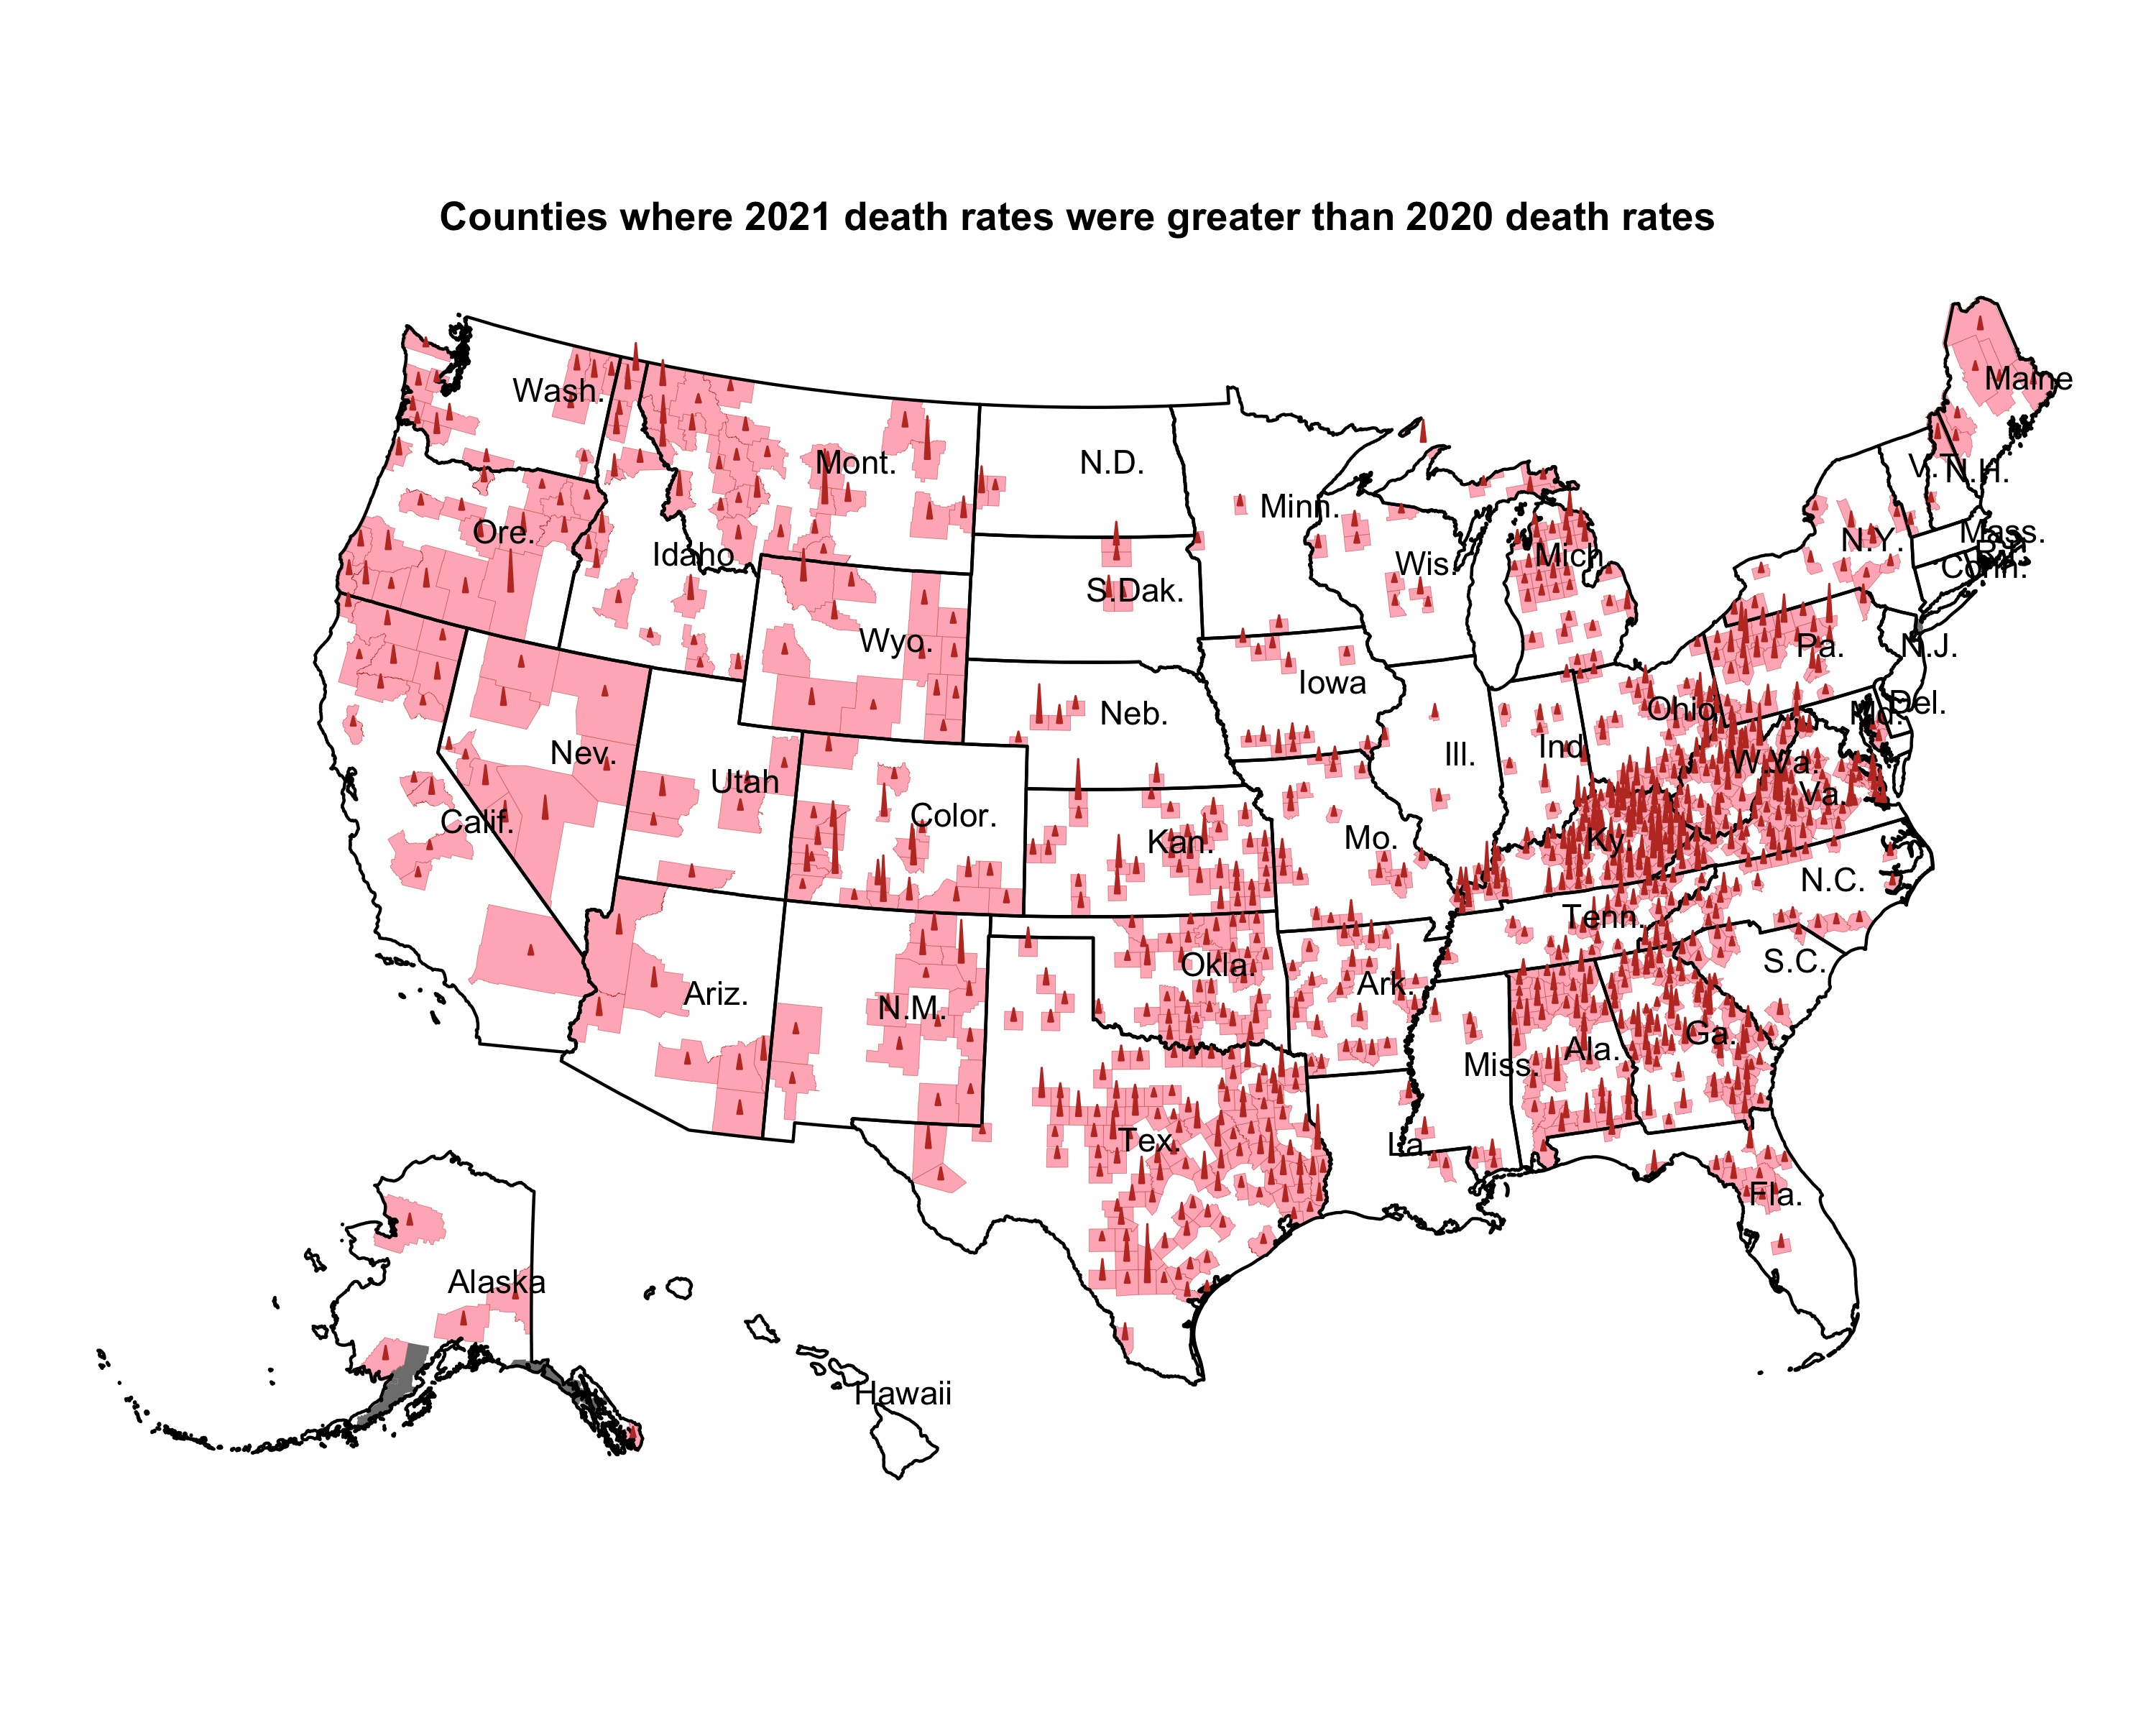 Counties where 2021 death rates were greater than 2020 death rates
Wash.
Maine
Mont.
N.D.
V.T.
N.H.
Minn.
Ore.
Idaho
Mass.
N.Y.
Mich.
Wis.
Conn.
S.Dak.
Wyo.
Pa.
N.J.
Iowa
Neb.
Ohio
Md.
Del.
Nev.
Ill.
Ind.
W.Va.
Utah
Va.
Calif.
Color.
Kan.
Mo.
Ky.
N.C.
Tenn.
Okla.
S.C.
Ariz.
Ark.
N.M.
Ga.
Ala.
Miss.
Tex.
La.
Fla.
Alaska
Hawaii